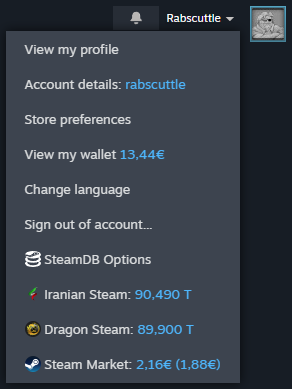 Rabscuttle
View my profile
Account details: rabscuttle
Store preferences
View my wallet 13,44€
Change language
Sign out of account...
SteamDB Options
Iranian Steam: 90,490 T
Dragon Steam: 89,900 T
Steam Market: 2,16€ (1,88€)